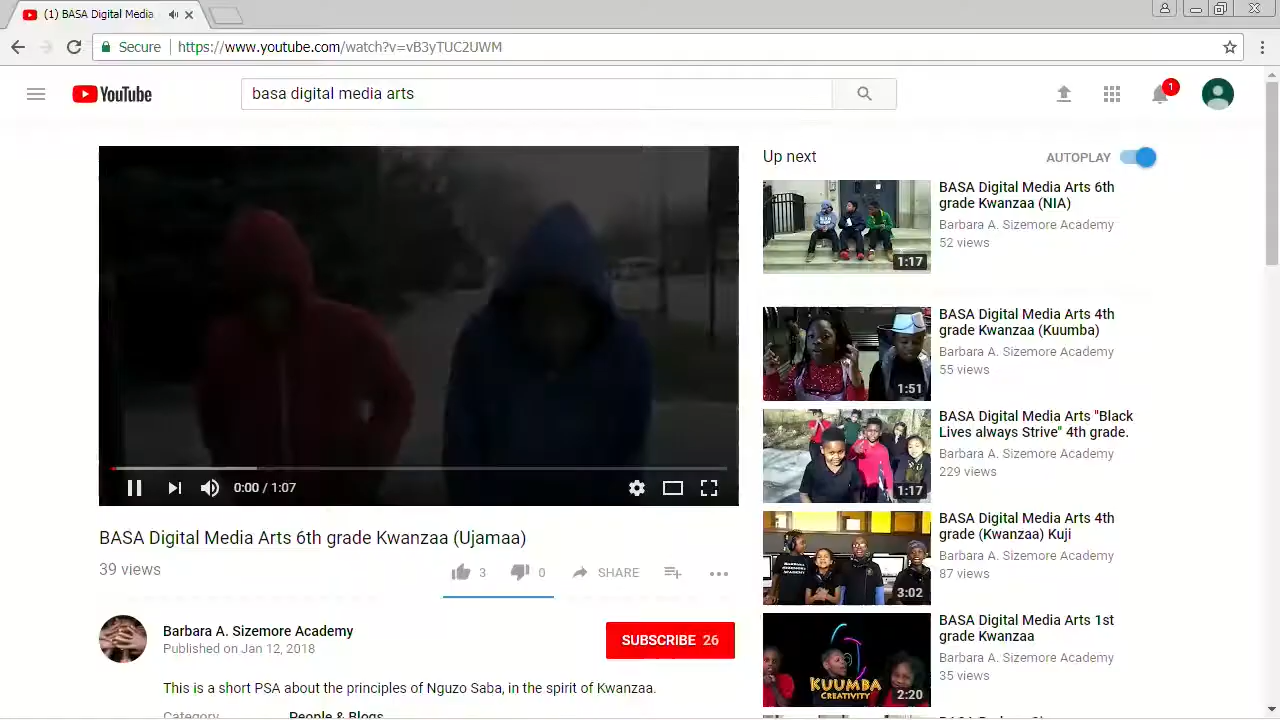 (1) BASA Digital Media
Secure
https://www.youtube.com/watch?v=vB3yTUC2UWM
YouTube
basa digital media arts
1
Up next
AUTOPLAY
1:17
BASA Digital Media Arts 6th
grade Kwanzaa (NIA)
Barbara A. Sizemore Academy
52 views
1:51
BASA Digital Media Arts 4th
grade Kwanzaa (Kuumba)
Barbara A. Sizemore Academy
55 views
1:17
BASA Digital Media Arts "Black
Lives always Strive" 4th grade.
Barbara A. Sizemore Academy
229 views
BARBARA A.
SIZEMORE
ACADEMY
3:02
BASA Digital Media Arts 4th
grade (Kwanzaa) Kuji
Barbara A. Sizemore Academy
87 views
KUUMBA
CREATIVITY
2:20
BASA Digital Media Arts 1st
grade Kwanzaa
Barbara A. Sizemore Academy
35 views
0:00 / 1:07
BASA Digital Media Arts 6th grade Kwanzaa (Ujamaa)
39 views
3
0
SHARE
Barbara A. Sizemore Academy
Published on Jan 12, 2018
SUBSCRIBE 26
This is a short PSA about the principles of Nguzo Saba, in the spirit of Kwanzaa.
Category
People & Blogs